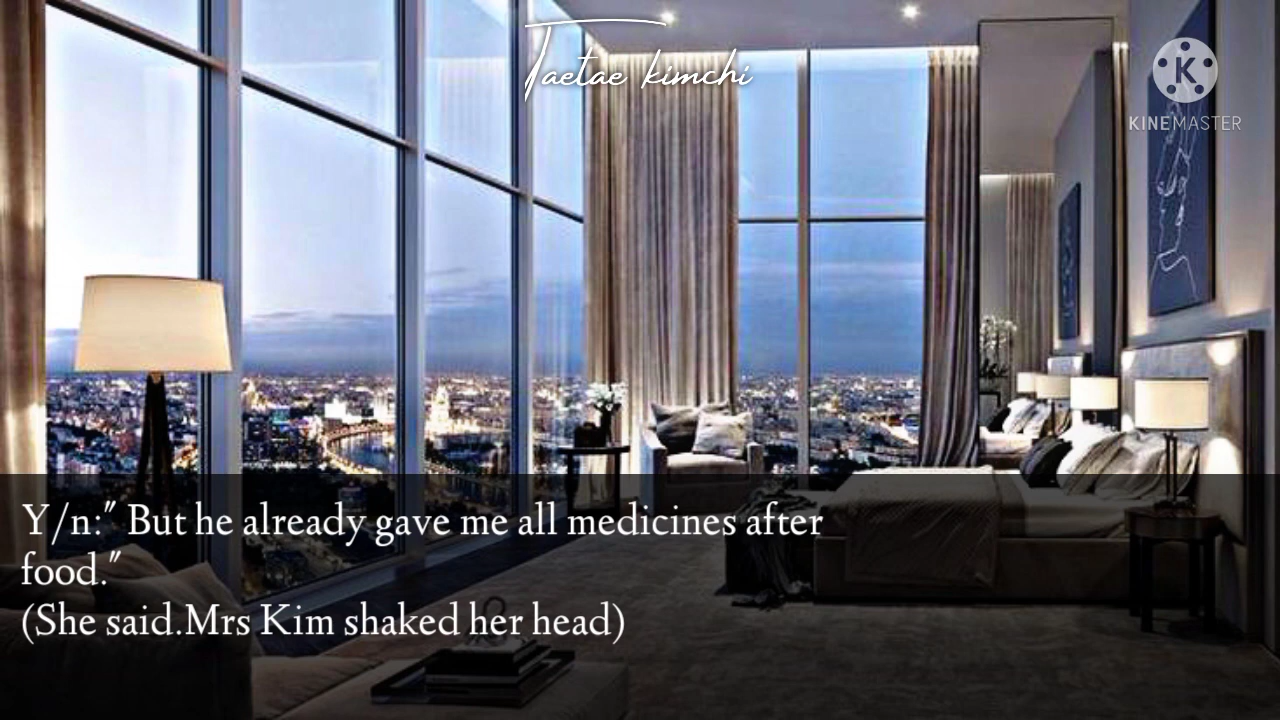 Taetae kimchi
K
KINEMASTER
Y/n:" But he already gave me all medicines after
food."
(She said.Mrs Kim shaked her head)